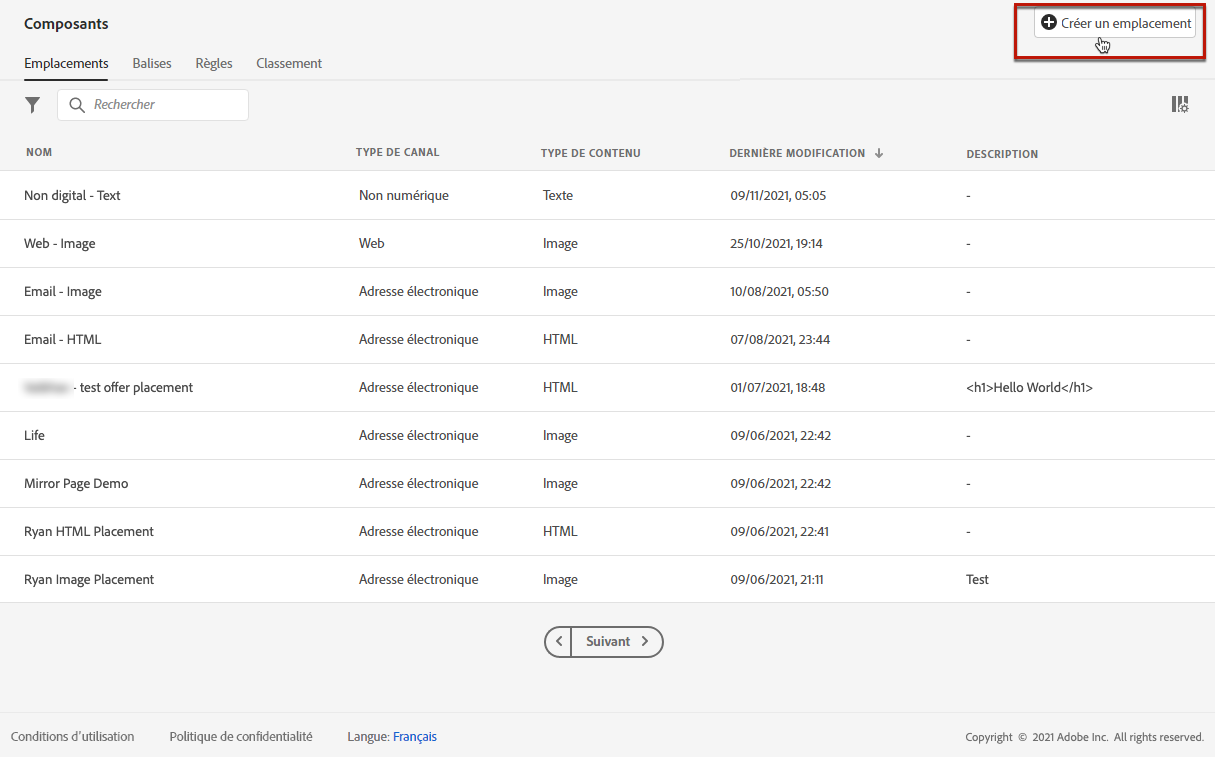 Composants
Créer un emplacement
Emplacements Balises Règles Classement
Rechercher
NOM TYPE DE CANAL TYPE DE CONTENU DERNIÈRE MODIFICATION DESCRIPTION
Non digital - Text Non numérique Texte 09/11/2021, 05:05 -
Web - Image Web Image 25/10/2021, 19:14 -
Email - Image Adresse électronique Image 10/08/2021, 05:50 -
Email - HTML Adresse électronique HTML 07/08/2021, 23:44 -
- test offer placement Adresse électronique HTML 01/07/2021, 18:48 <h1>Hello World</h1>
Life Adresse électronique Image 09/06/2021, 22:42 -
Mirror Page Demo Adresse électronique Image 09/06/2021, 22:42 -
Ryan HTML Placement Adresse électronique HTML 09/06/2021, 22:41 -
Ryan Image Placement Adresse électronique Image 09/06/2021, 21:11 Test
Suivant
Conditions d'utilisation Politique de confidentialité Langue: Français Copyright © 2021 Adobe Inc. All rights reserved.